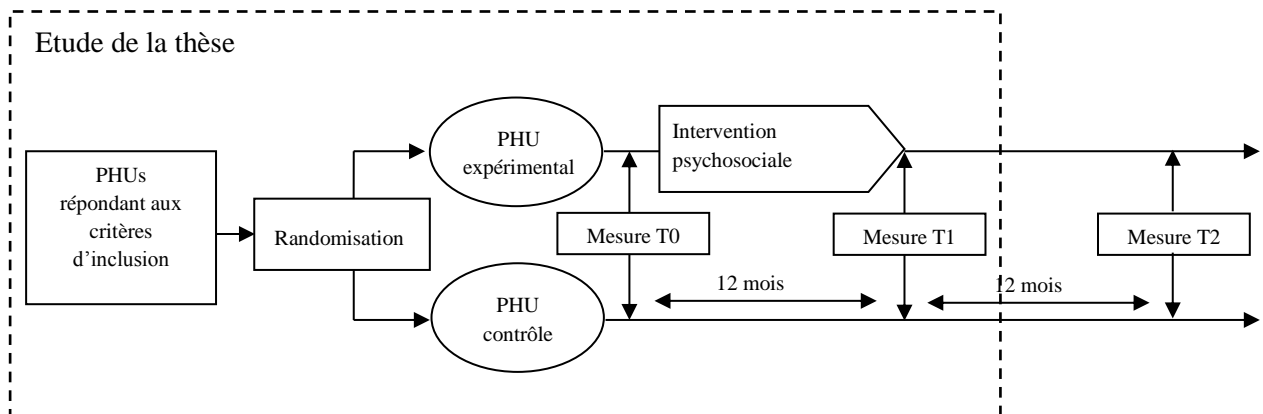 Etude de la thèse
PHUs
répondant aux
critères
d'inclusion
Randomisation
PHU
expérimental
Intervention
psychosociale
Mesure T0
Mesure T1
Mesure T2
12 mois
12 mois
PHU
contrôle